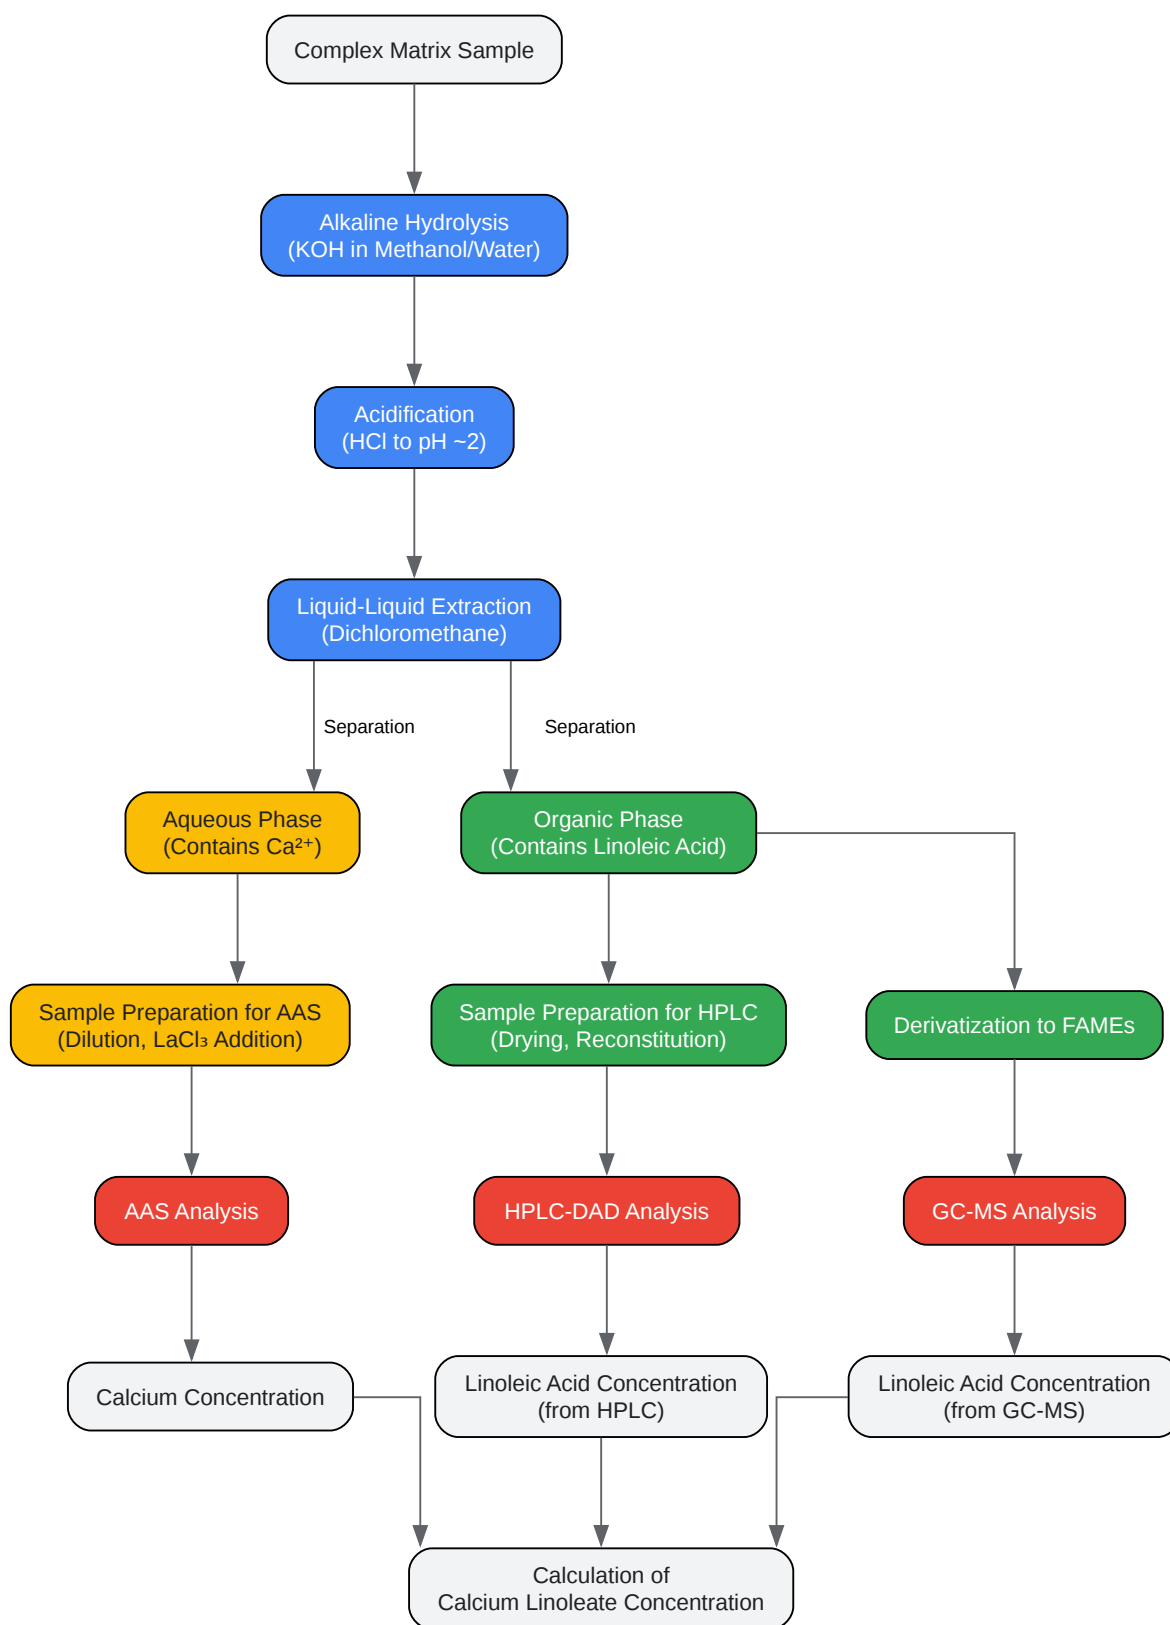 Complex Matrix Sample
Alkaline Hydrolysis
(KOH in Methanol/Water)
Acidification
(HCl to pH ~2)
Liquid-Liquid Extraction
(Dichloromethane)
Separation
Separation
Aqueous Phase
(Contains Ca²⁺)
Organic Phase
(Contains Linoleic Acid)
Sample Preparation for AAS
(Dilution, LaCl₃ Addition)
Sample Preparation for HPLC
(Drying, Reconstitution)
Derivatization to FAMEs
AAS Analysis
HPLC-DAD Analysis
GC-MS Analysis
Calcium Concentration
Linoleic Acid Concentration
(from HPLC)
Linoleic Acid Concentration
(from GC-MS)
Calculation of
Calcium Linoleate Concentration